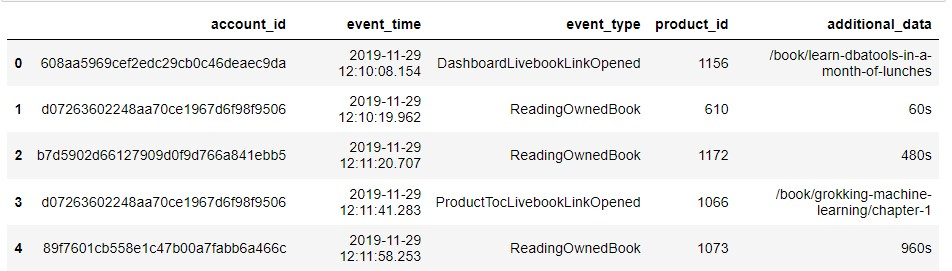 account_id event_time event_type product_id additional_data
0 608aa5969cef2edc29cb0c46deaec9da 2019-11-29 12:10:08.154 DashboardLivebookLinkOpened 1156 /book/learn-dbatools-in-a-month-of-lunches
1 d07263602248aa70ce1967d6f98f9506 2019-11-29 12:10:19.962 ReadingOwnedBook 610 60s
2 b7d5902d66127909d0f9d766a841ebb5 2019-11-29 12:11:20.707 ReadingOwnedBook 1172 480s
3 d07263602248aa70ce1967d6f98f9506 2019-11-29 12:11:41.283 ProductTocLivebookLinkOpened 1066 /book/grokking-machine-learning/chapter-1
4 89f7601cb558e1c47b00a7fabb6a466c 2019-11-29 12:11:58.253 ReadingOwnedBook 1073 960s